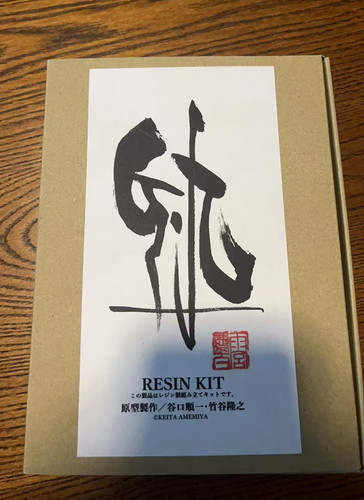 RESIN KIT
この製品はレジン製組み立てキットです。
原型製作／谷口順一・竹谷隆之
©KEITA AMEMIYA